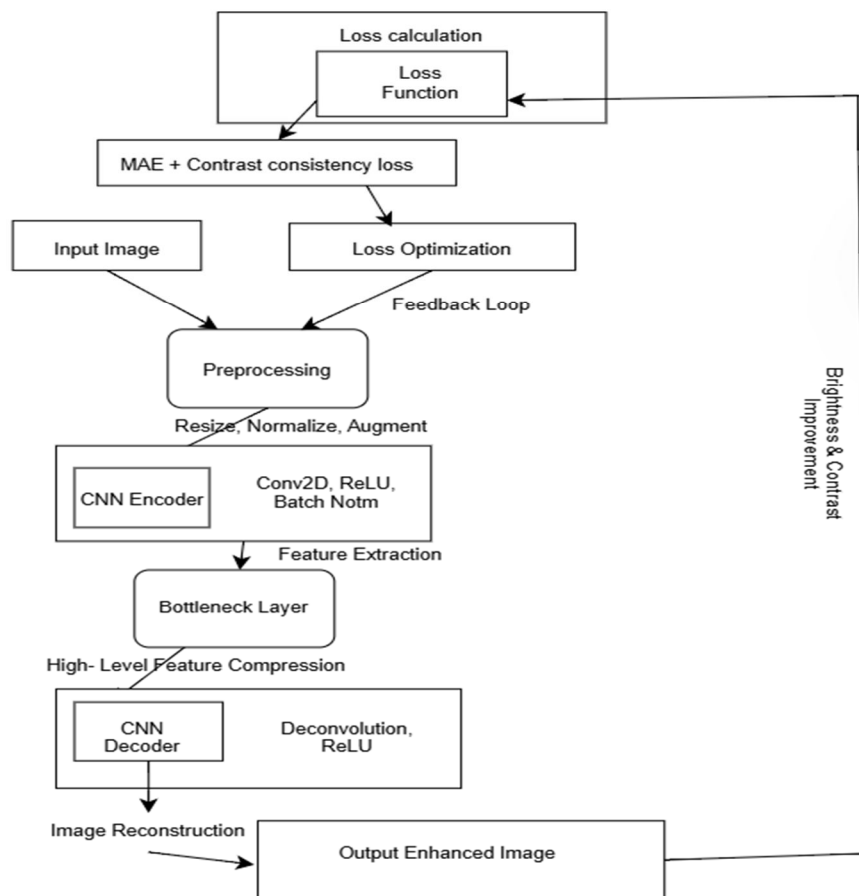 Loss calculation
Loss
Function
MAE + Contrast consistency loss
Input Image
Loss Optimization
Feedback Loop
Preprocessing
Resize, Normalize, Augment
CNN Encoder
Conv2D, ReLU,
Batch Notm
Feature Extraction
Bottleneck Layer
High- Level Feature Compression
CNN
Decoder
Deconvolution,
ReLU
Image Reconstruction
Output Enhanced Image
Brightness & Contrast
Improvement